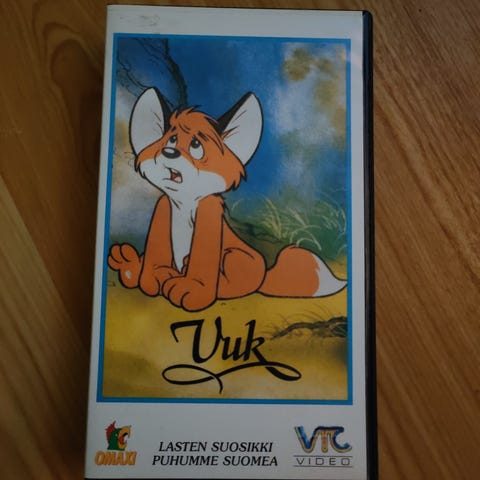 Vuk
OMAXI
LASTEN SUOSIKKI
PUHUMME SUOMEA
VTC
VIDEO